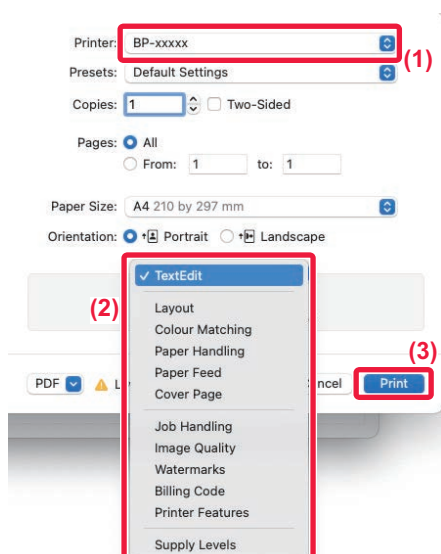 Printer: BP-xxxxx
(1)
Presets: Default Settings
Copies: 1 Two-Sided
Pages: All
From: 1 to: 1
Paper Size: A4 210 by 297 mm
Orientation: Portrait Landscape
✓ TextEdit
(2)
Layout
Colour Matching
Paper Handling
Paper Feed
Cover Page
(3)
PDF Print
Job Handling
Image Quality
Watermarks
Billing Code
Printer Features
Supply Levels